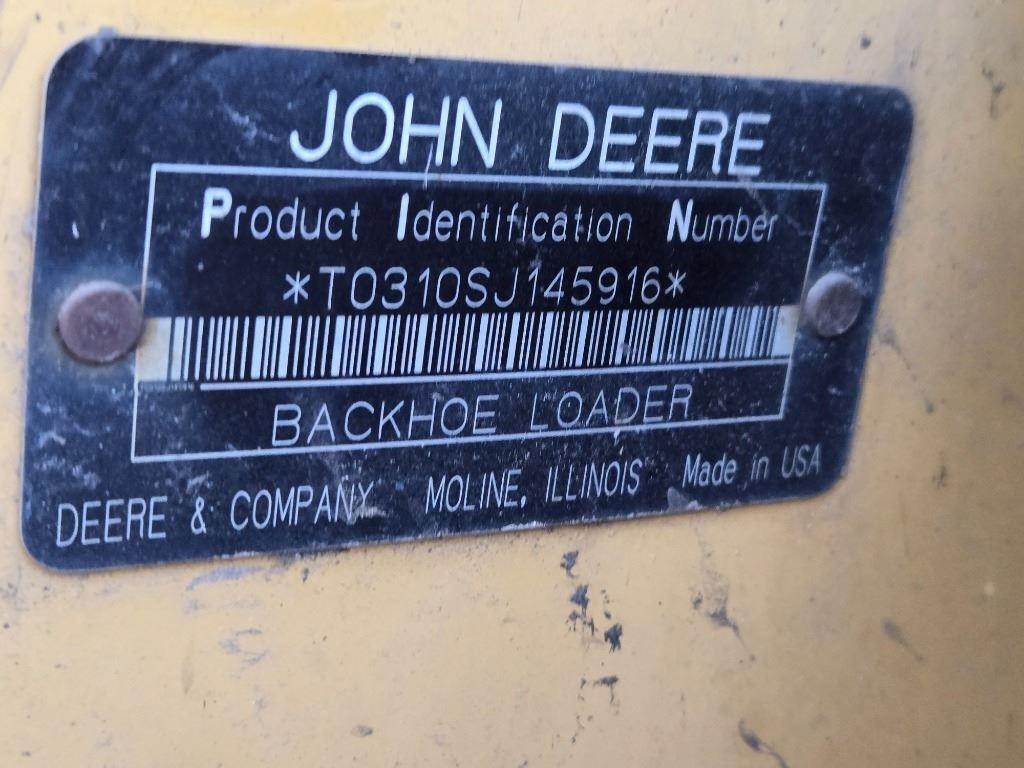 JOHN DEERE
Product Identification Number
*T0310SJ145916*
BACKHOE LOADER
DEERE & COMPANY MOLINE, ILLINOIS Made in USA